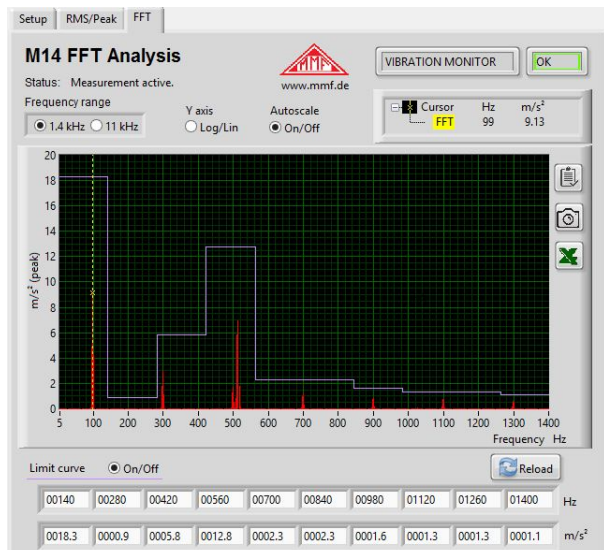 Setup RMS/Peak FFT
M14 FFT Analysis
MMF
VIBRATION MONITOR OK
Status: Measurement active.
www.mmf.de
Frequency range
1.4 kHz 11 kHz
Y axis
Log/Lin
Autoscale
On/Off
Cursor Hz m/s²
FFT 99 9.13
20
18
16
14
12
10
8
6
4
2
0
m/s² (peak)
5 100 200 300 400 500 600 700 800 900 1000 1100 1200 1300 1400
Frequency Hz
Limit curve On/Off
Reload
00140 00280 00420 00560 00700 00840 00980 01120 01260 01400 Hz
0018.3 0000.9 0005.8 0012.8 0002.3 0002.3 0001.6 0001.3 0001.3 0001.1 m/s²